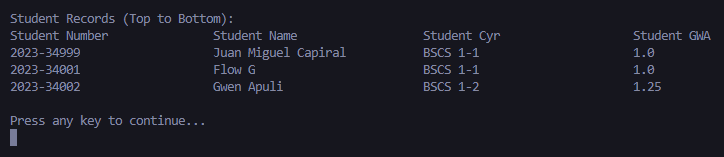 Student Records (Top to Bottom):
Student Number Student Name Student Cyr Student GWA
2023-34999 Juan Miguel Capiral BSCS 1-1 1.0
2023-34001 Flow G BSCS 1-1 1.0
2023-34002 Gwen Apuli BSCS 1-2 1.25
Press any key to continue...